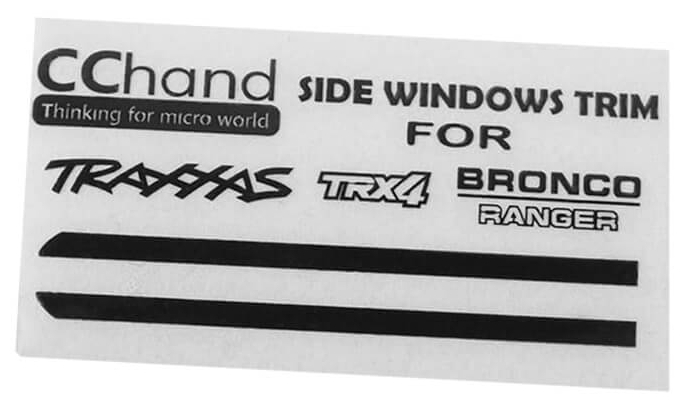 CChand
Thinking for micro world
SIDE WINDOWS TRIM
FOR
TRAXXAS
TRX4
BRONCO
RANGER